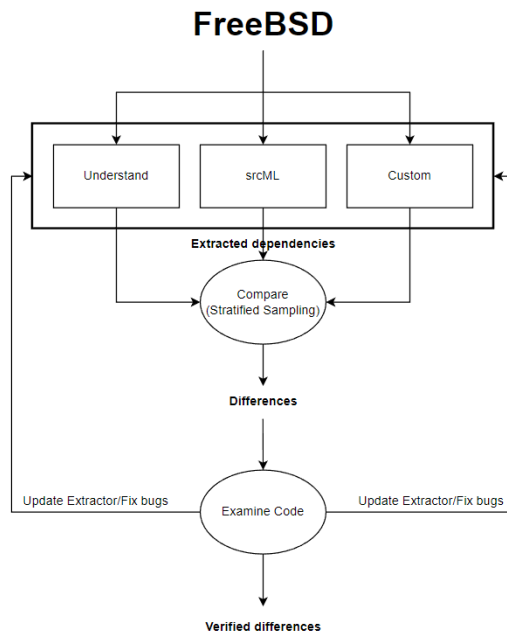 FreeBSD
Understand
srcML
Custom
Extracted dependencies
Compare
(Stratified Sampling)
Differences
Update Extractor/Fix bugs
Examine Code
Update Extractor/Fix bugs
Verified differences